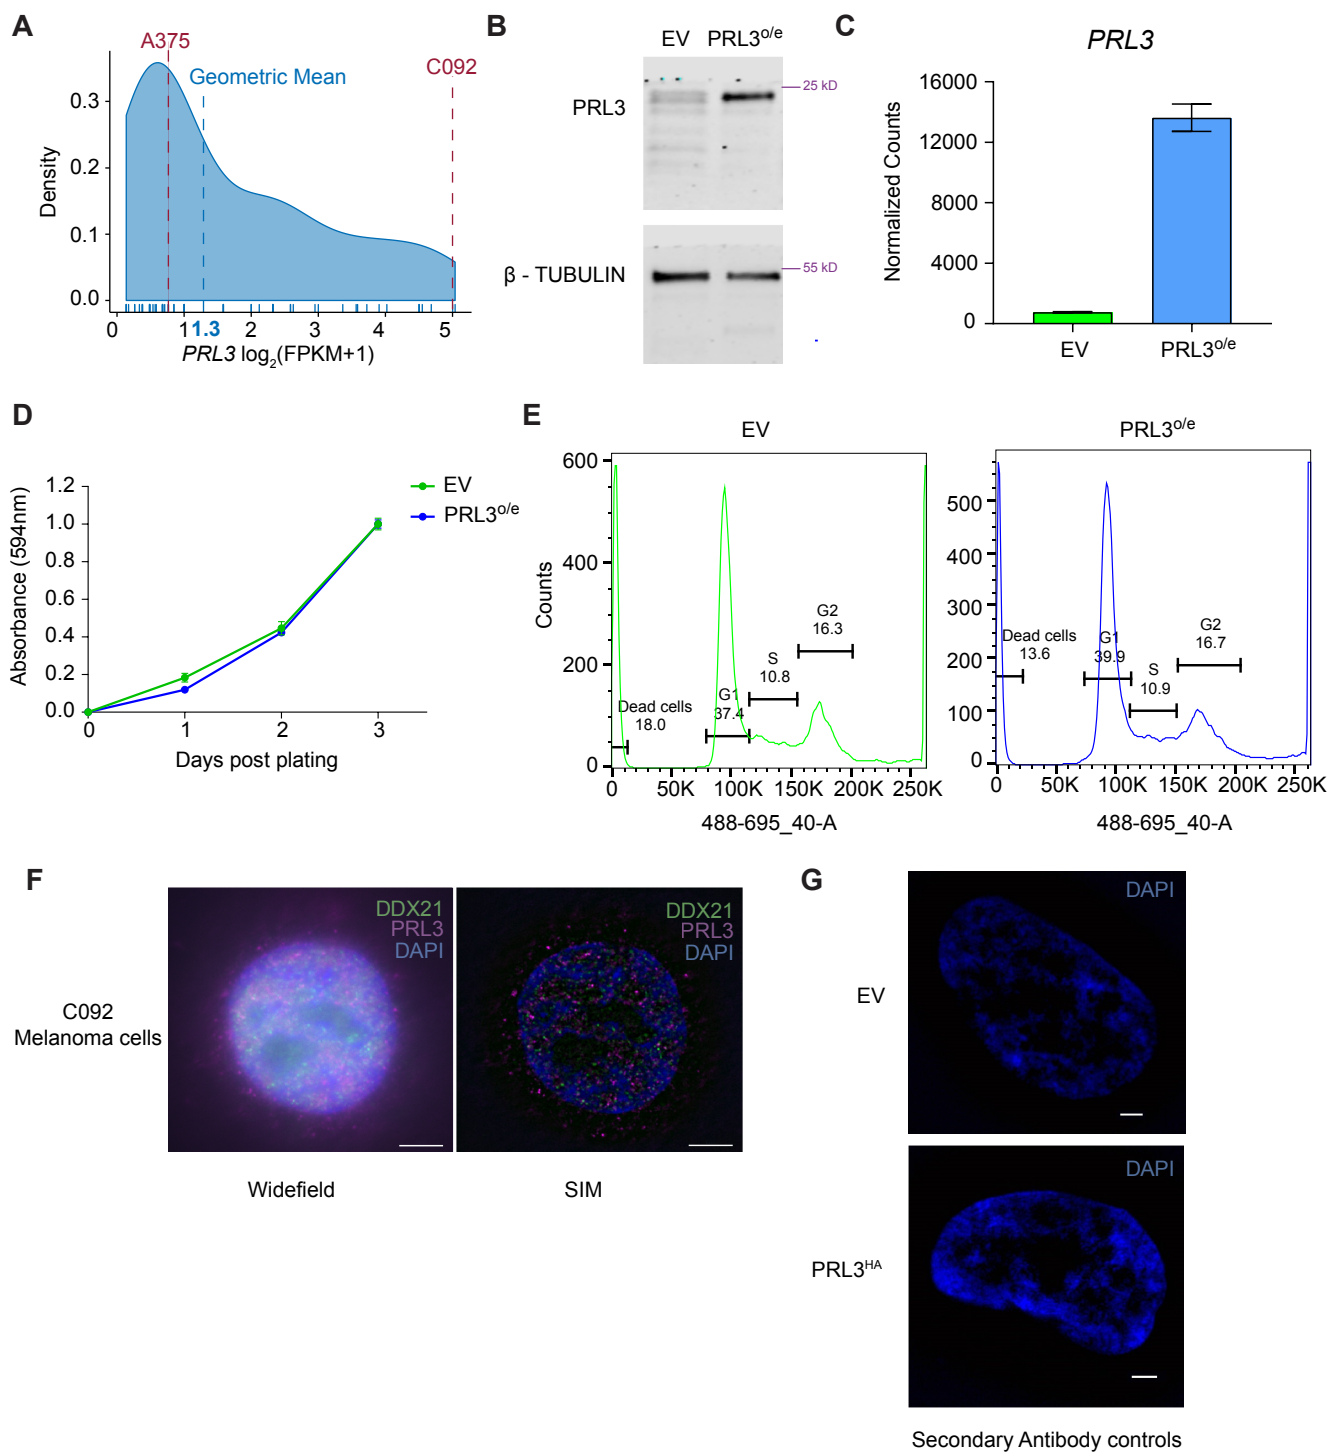 A
A375
Geometric Mean
C092
Density
0.3
0.2
0.1
0.0
0 1 1.3 2 3 4 5
PRL3 log2(FPKM+1)
B
EV PRL3o/e
PRL3
25 kD
β - TUBULIN
55 kD
C
PRL3
Normalized Counts
16000
12000
8000
4000
0
EV PRL3o/e
D
Absorbance (594nm)
1.2
1.0
0.8
0.6
0.4
0.2
0.0
0 1 2 3
Days post plating
EV
PRL3o/e
E
EV
Counts
600
400
200
0
Dead cells
18.0
G1
37.4
S
10.8
G2
16.3
0 50K 100K 150K 200K 250K
488-695_40-A
PRL3o/e
500
400
300
200
100
0
Dead cells
13.6
G1
39.9
S
10.9
G2
16.7
0 50K 100K 150K 200K 250K
488-695_40-A
F
C092
Melanoma cells
DDX21
PRL3
DAPI
Widefield
DDX21
PRL3
DAPI
SIM
G
EV
DAPI
PRL3HA
DAPI
Secondary Antibody controls